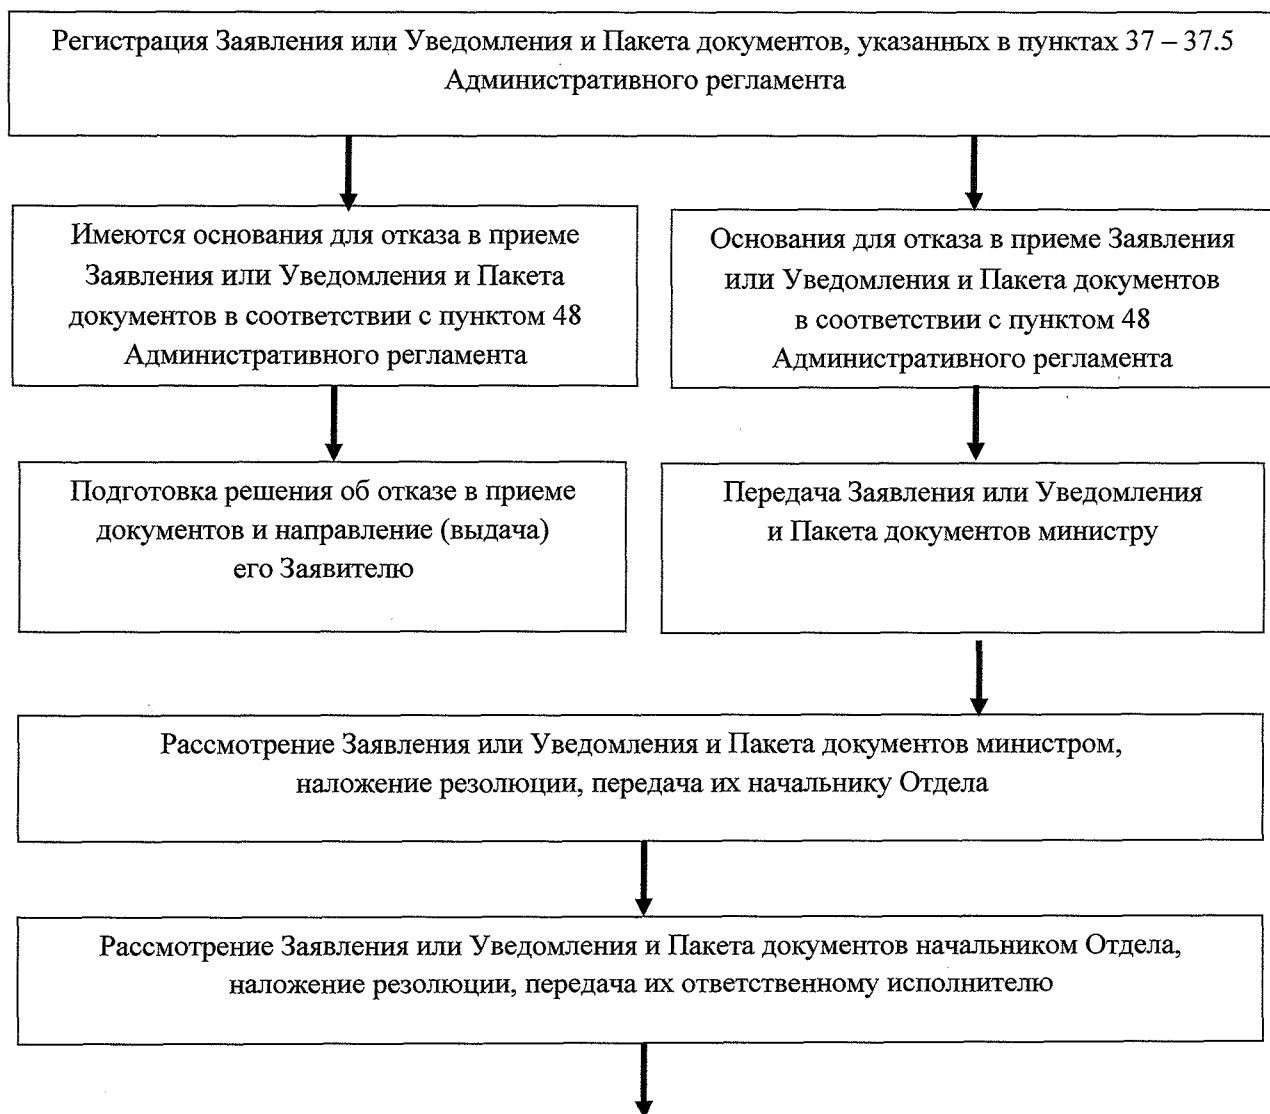 Регистрация Заявления или Уведомления и Пакета документов, указанных в пунктах 37 – 37.5
Административного регламента
Имеются основания для отказа в приеме
Заявления или Уведомления и Пакета
документов в соответствии с пунктом 48
Административного регламента
Основания для отказа в приеме Заявления
или Уведомления и Пакета документов
в соответствии с пунктом 48
Административного регламента
Подготовка решения об отказе в приеме
документов и направление (выдача)
его Заявителю
Передача Заявления или Уведомления
и Пакета документов министру
Рассмотрение Заявления или Уведомления и Пакета документов министром,
наложение резолюции, передача их начальнику Отдела
Рассмотрение Заявления или Уведомления и Пакета документов начальником Отдела,
наложение резолюции, передача их ответственному исполнителю